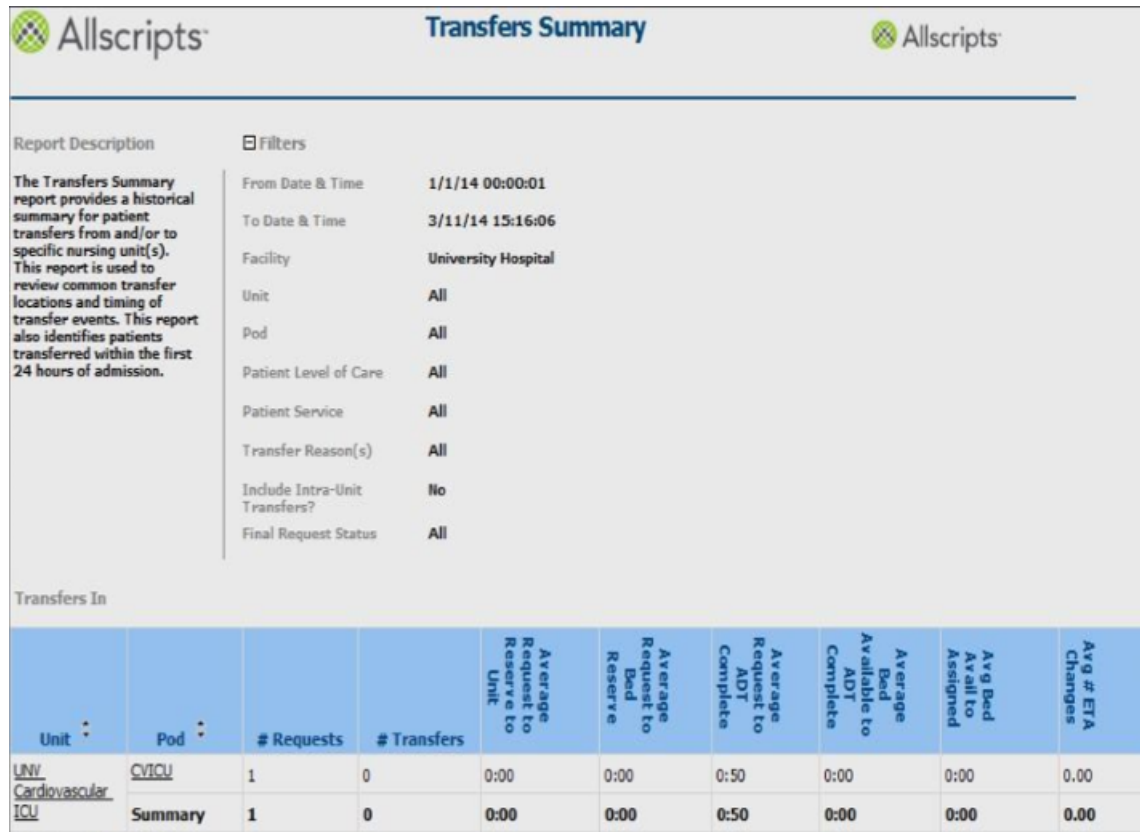 Allscripts
Transfers Summary
Allscripts
Report Description
The Transfers Summary
report provides a historical
summary for patient
transfers from and/or to
specific nursing unit(s).
This report is used to
review common transfer
locations and timing of
transfer events. This report
also identifies patients
transferred within the first
24 hours of admission.
Filters
From Date & Time 1/1/14 00:00:01
To Date & Time 3/11/14 15:16:06
Facility University Hospital
Unit All
Pod All
Patient Level of Care All
Patient Service All
Transfer Reason(s) All
Include Intra-Unit No
Transfers?
Final Request Status All
Transfers In
Unit
Pod
# Requests
# Transfers
Average
Request to
Reserve to
Unit
Average
Request to
Bed
Reserve
Average
Request to
ADT
Complete
Average
Bed
Available to
ADT
Complete
Avg Bed
Avail to
Assigned
Avg # ETA
Changes
UNV
Cardiovascular
ICU
CVICU 1 0 0:00 0:00 0:50 0:00 0:00 0.00
Summary 1 0 0:00 0:00 0:50 0:00 0:00 0.00